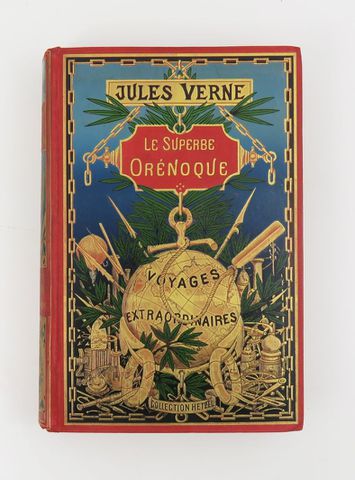 JULES VERNE
LE SUPERBE
ORÉNOQUE
VOYAGES
EXTRAORDINAIRES
COLLECTION HETZEL